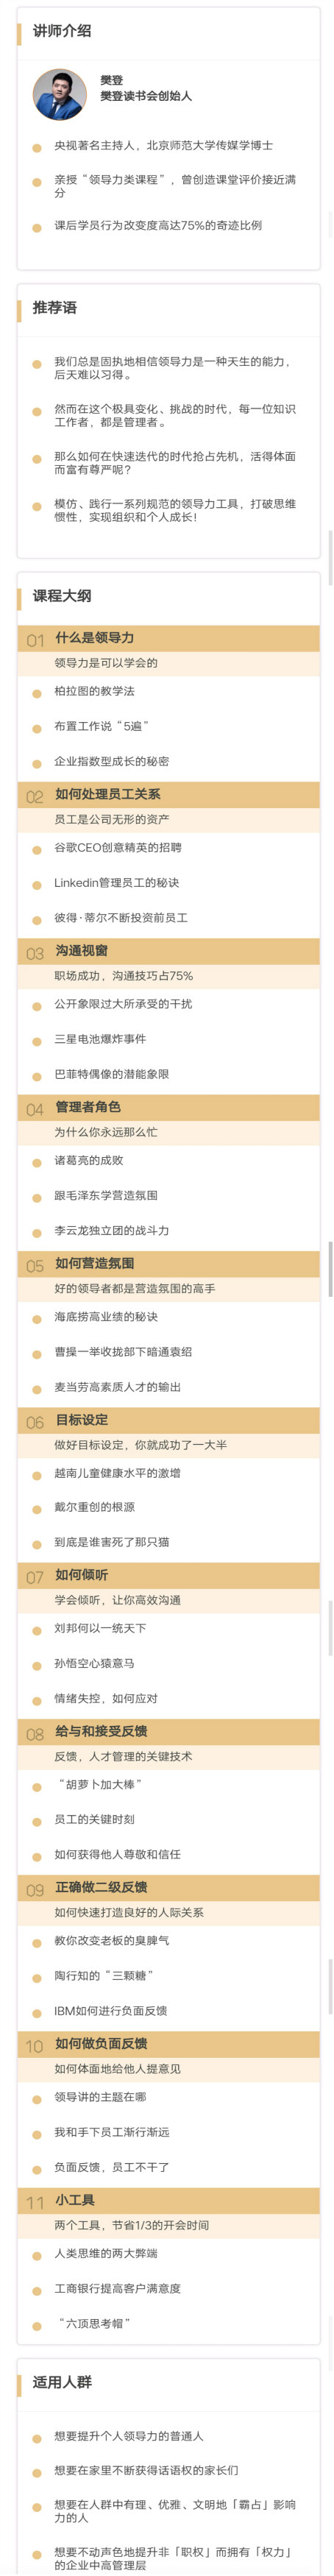 讲师介绍
樊登
樊登读书会创始人
央视著名主持人，北京师范大学传媒学博士
亲授“领导力类课程”，曾创造课堂评价接近满
分
课后学员行为改变度高达75%的奇迹比例
推荐语
我们总是固执地相信领导力是一种天生的能力，
后天难以习得。
然而在这个极具变化、挑战的时代，每一位知识
工作者，都是管理者。
那么如何在快速迭代的时代抢占先机，活得体面
而富有尊严呢？
模仿、践行一系列规范的领导力工具，打破思维
惯性，实现组织和个人成长！
课程大纲
01 什么是领导力
领导力是可以学会的
柏拉图的教学法
布置工作说“5遍”
企业指数型成长的秘密
02 如何处理员工关系
员工是公司无形的资产
谷歌CEO创意精英的招聘
Linkedin管理员工的秘诀
彼得·蒂尔不断投资前员工
03 沟通视窗
职场成功，沟通技巧占75%
公开象限过大所承受的干扰
三星电池爆炸事件
巴菲特偶像的潜能象限
04 管理者角色
为什么你永远那么忙
诸葛亮的成败
跟毛泽东学营造氛围
李云龙独立团的战斗力
05 如何营造氛围
好的领导者都是营造氛围的高手
海底捞高业绩的秘诀
曹操一举收拢部下暗通袁绍
麦当劳高素质人才的输出
06 目标设定
做好目标设定，你就成功了一大半
越南儿童健康水平的激增
戴尔重创的根源
到底是谁害死了那只猫
07 如何倾听
学会倾听，让你高效沟通
刘邦何以一统天下
孙悟空心猿意马
情绪失控，如何应对
08 给与和接受反馈
反馈，人才管理的关键技术
“胡萝卜加大棒”
员工的关键时刻
如何获得他人尊敬和信任
09 正确做二级反馈
如何快速打造良好的人际关系
教你改变老板的臭脾气
陶行知的“三颗糖”
IBM如何进行负面反馈
10 如何做负面反馈
如何体面地给他人提意见
领导讲的主题在哪
我和手下员工渐行渐远
负面反馈，员工不干了
11 小工具
两个工具，节省1/3的开会时间
人类思维的两大弊端
工商银行提高客户满意度
“六顶思考帽”
适用人群
想要提升个人领导力的普通人
想要在家里不断获得话语权的家长们
想要在人群中有理、优雅、文明地「霸占」影响
力的人
想要不动声色地提升非「职权」而拥有「权力」
的企业中高管理层